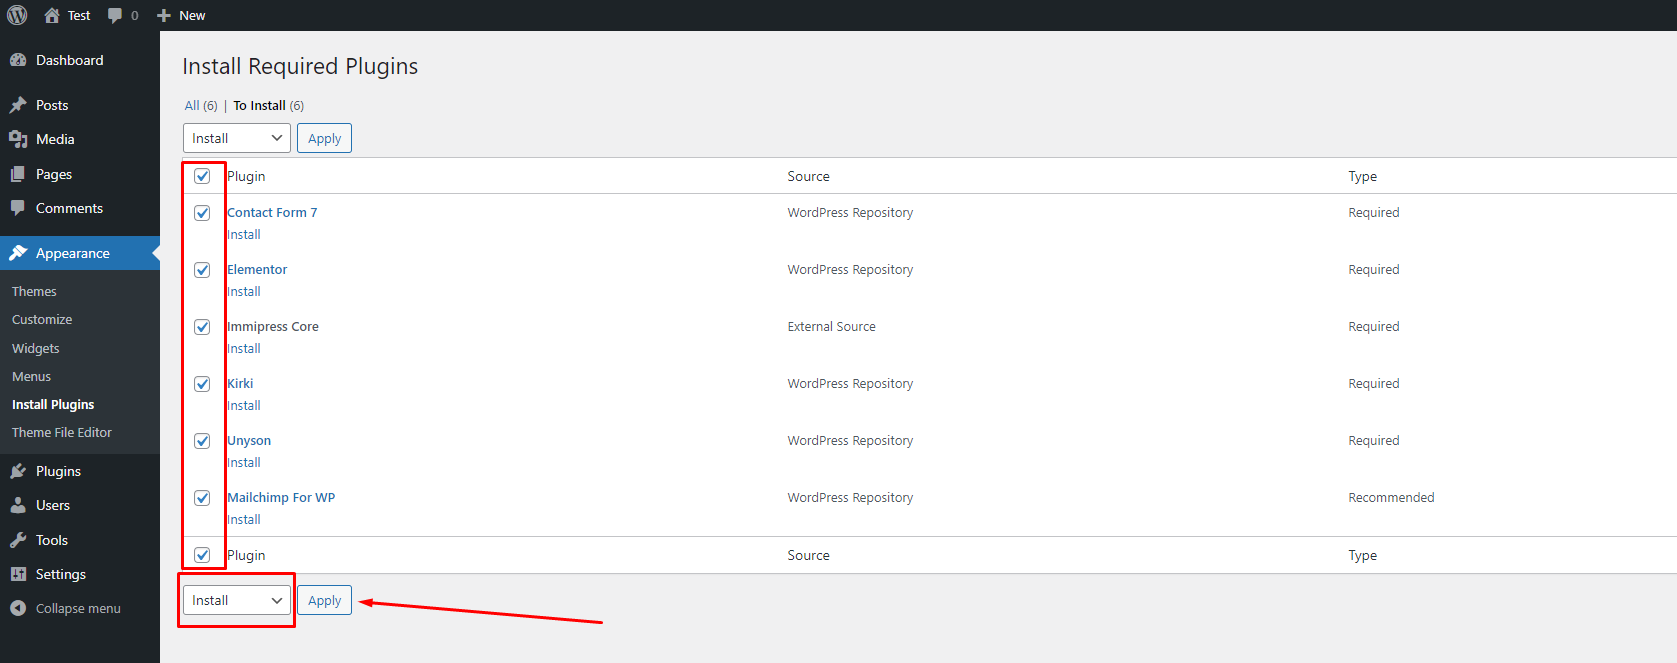 Test 0 New
Dashboard
Posts
Media
Pages
Comments
Appearance
Themes
Customize
Widgets
Menus
Install Plugins
Theme File Editor
Plugins
Users
Tools
Settings
Collapse menu
Install Required Plugins
All (6) | To Install (6)
Install Apply
Plugin Source Type
Contact Form 7 WordPress Repository Required
Install
Elementor WordPress Repository Required
Install
Immipress Core External Source Required
Install
Kirki WordPress Repository Required
Install
Unyson WordPress Repository Required
Install
Mailchimp For WP WordPress Repository Recommended
Install
Plugin Source Type
Install Apply